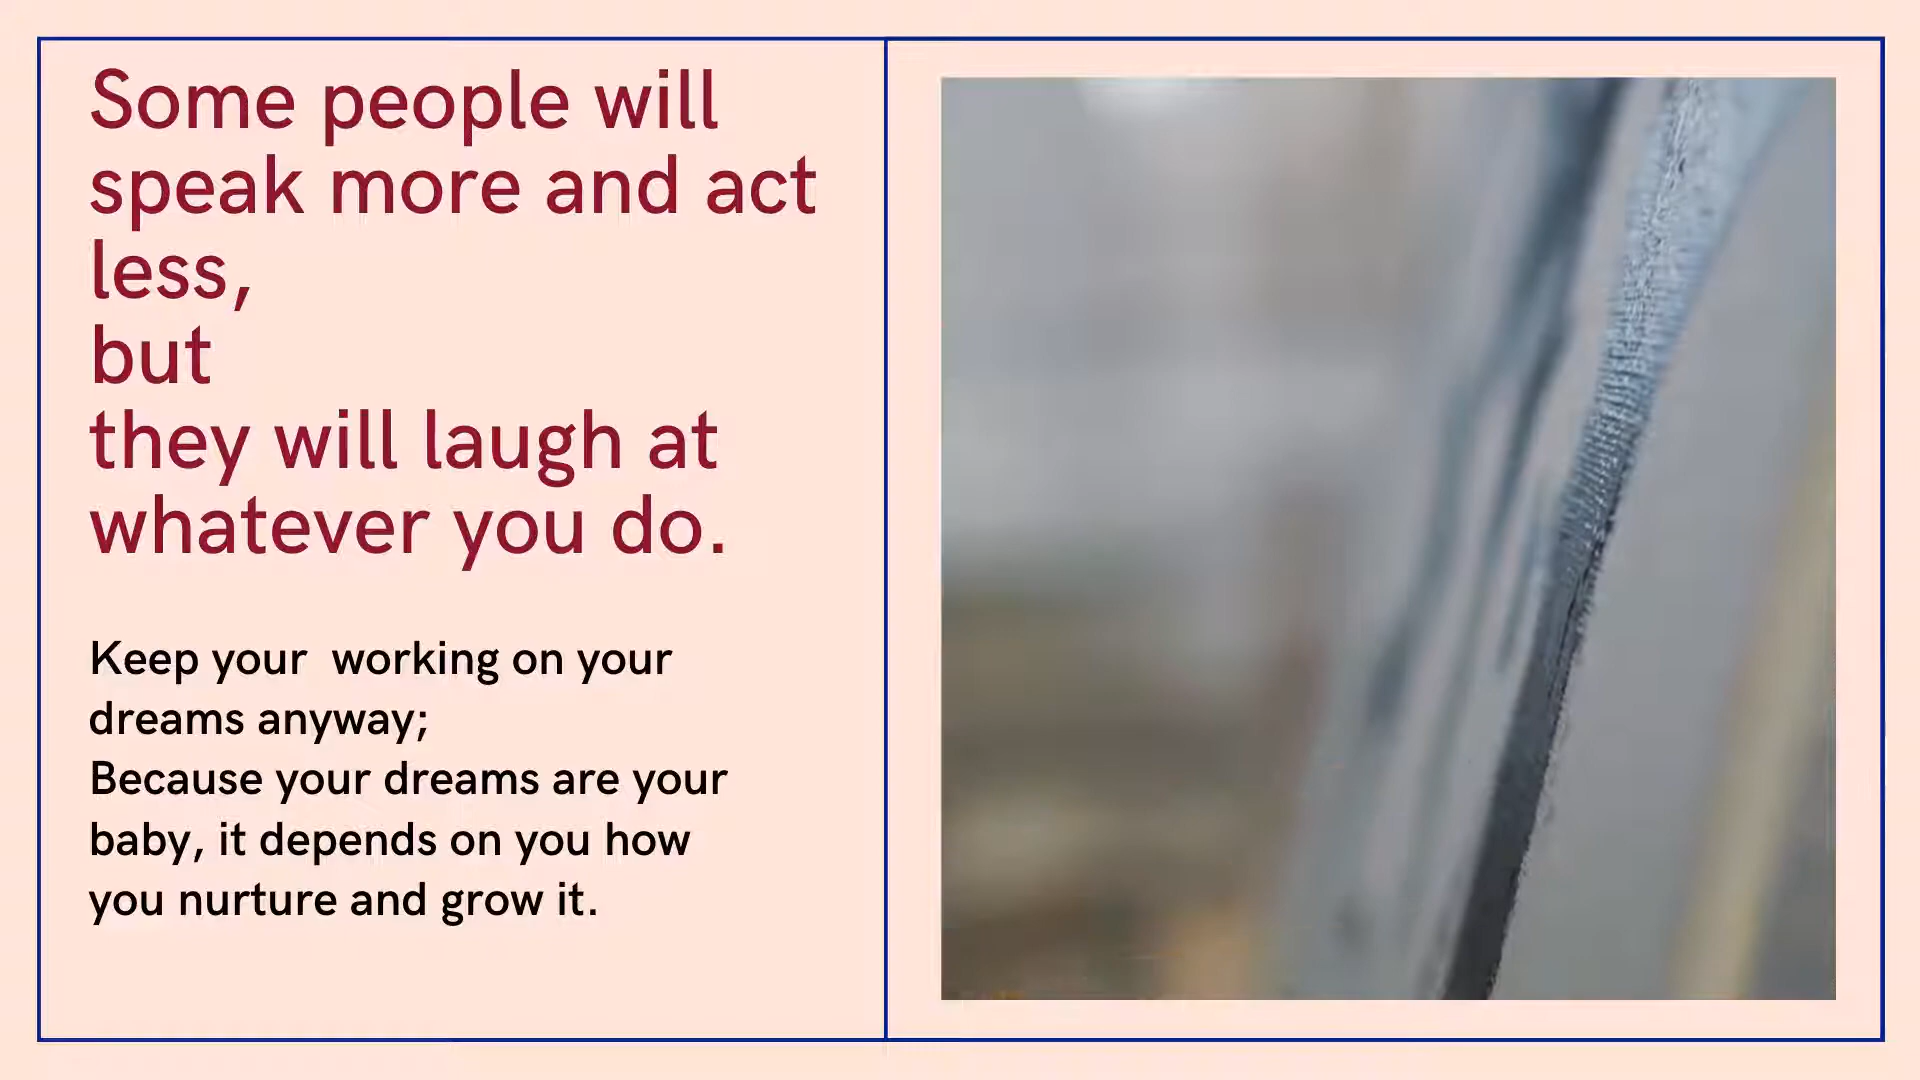 Some people will
speak more and act
less,
but
they will laugh at
whatever you do.
Keep your  working on your
dreams anyway;
Because your dreams are your
baby, it depends on you how
you nurture and grow it.